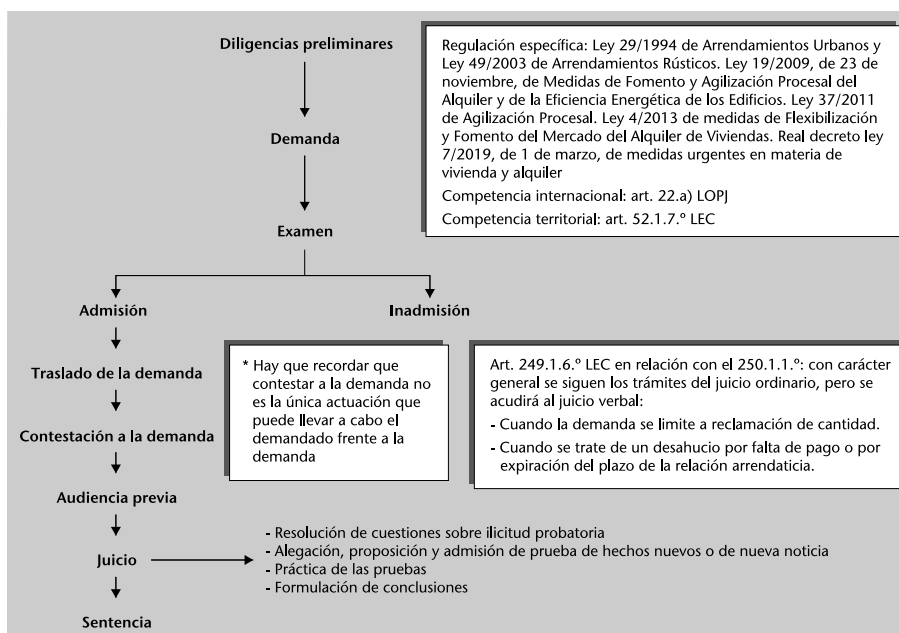 Diligencias preliminares
Regulación específica: Ley 29/1994 de Arrendamientos Urbanos y
Ley 49/2003 de Arrendamientos Rústicos. Ley 19/2009, de 23 de
noviembre, de Medidas de Fomento y Agilización Procesal del
Alquiler y de la Eficiencia Energética de los Edificios. Ley 37/2011
de Agilización Procesal. Ley 4/2013 de medidas de Flexibilización
y Fomento del Mercado del Alquiler de Viviendas. Real decreto ley
7/2019, de 1 de marzo, de medidas urgentes en materia de
vivienda y alquiler
Competencia internacional: art. 22.a) LOPJ
Competencia territorial: art. 52.1.7.º LEC
Demanda
Examen
Admisión
Inadmisión
Traslado de la demanda
* Hay que recordar que
contestar a la demanda no
es la única actuación que
puede llevar a cabo el
demandado frente a la
demanda
Art. 249.1.6.º LEC en relación con el 250.1.1.º: con carácter
general se siguen los trámites del juicio ordinario, pero se
acudirá al juicio verbal:
- Cuando la demanda se limite a reclamación de cantidad.
- Cuando se trate de un desahucio por falta de pago o por
expiración del plazo de la relación arrendaticia.
Contestación a la demanda
Audiencia previa
Juicio
- Resolución de cuestiones sobre ilicitud probatoria
- Alegación, proposición y admisión de prueba de hechos nuevos o de nueva noticia
- Práctica de las pruebas
- Formulación de conclusiones
Sentencia